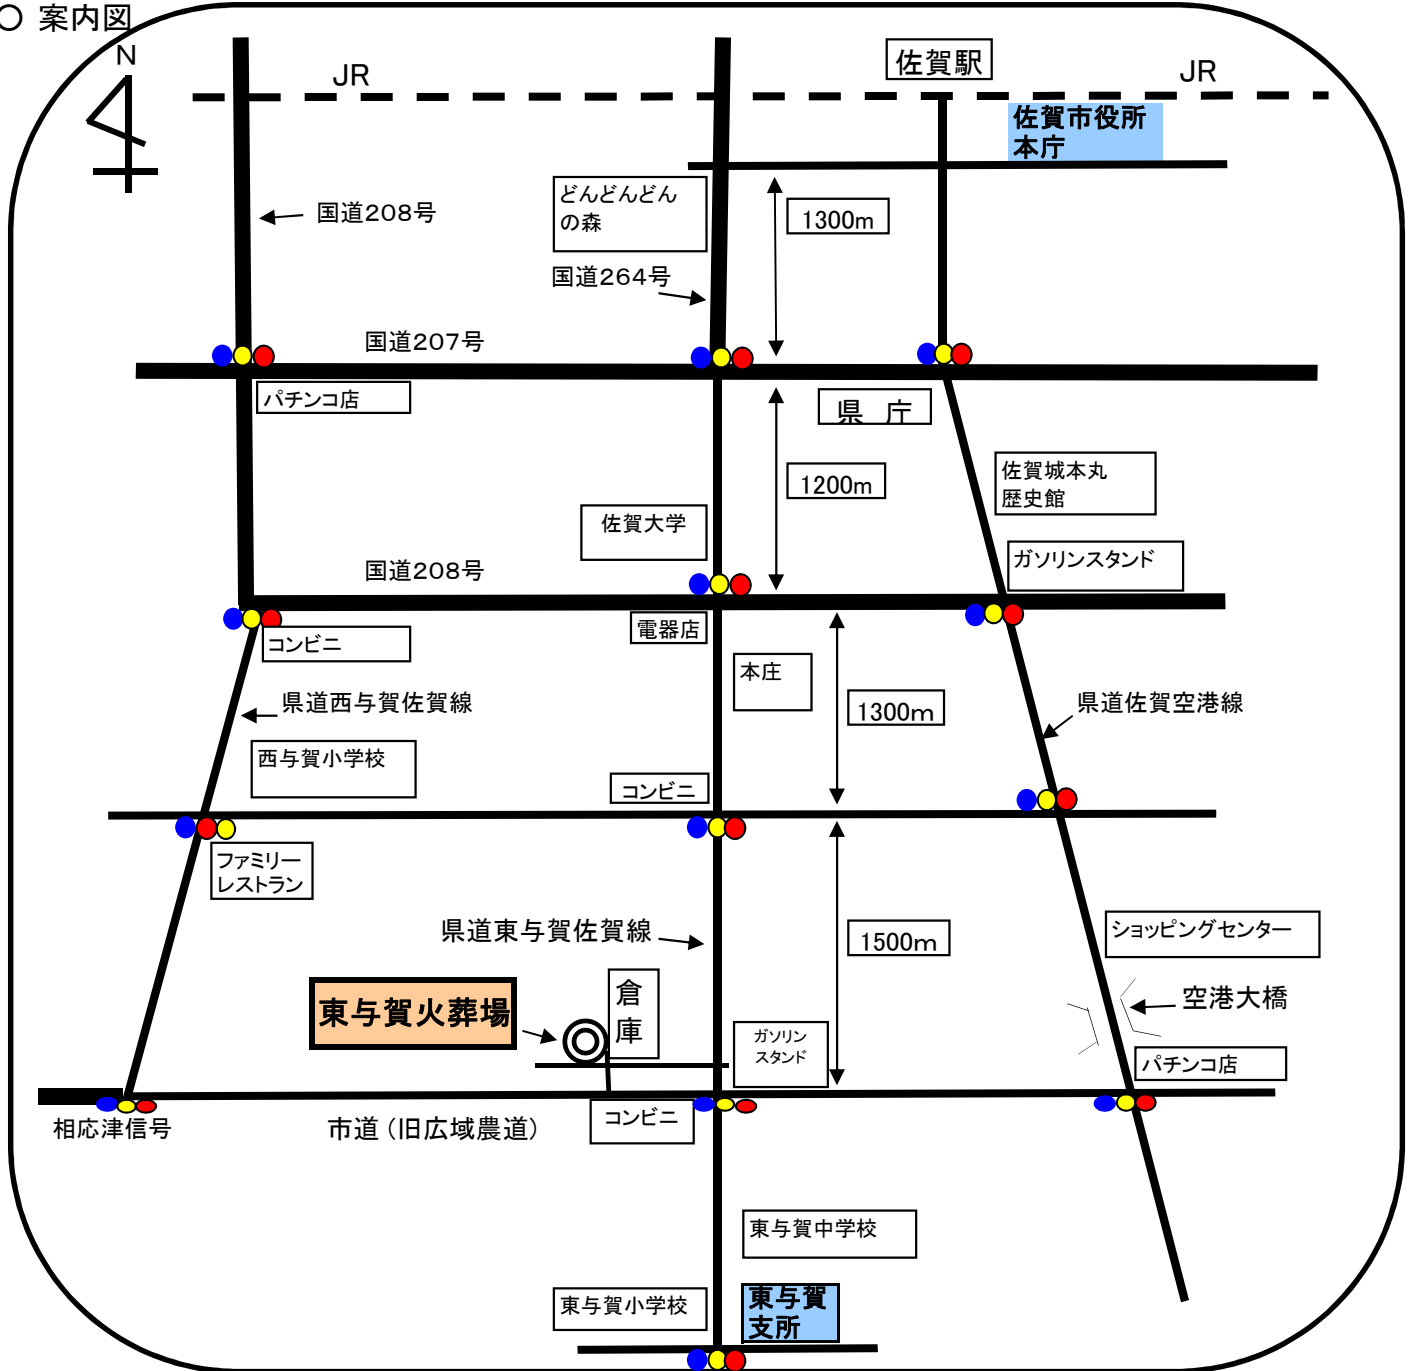 ○ 案内図
N
JR
佐賀駅
JR
佐賀市役所
本庁
どんどんどん
の森
国道208号
1300m
国道264号
国道207号
パチンコ店
県 庁
佐賀城本丸
歴史館
1200m
佐賀大学
ガソリンスタンド
国道208号
コンビニ
電器店
本庄
県道西与賀佐賀線
1300m
県道佐賀空港線
西与賀小学校
コンビニ
ファミリー
レストラン
県道東与賀佐賀線
1500m
ショッピングセンター
東与賀火葬場
倉
庫
空港大橋
ガソリン
スタンド
パチンコ店
相応津信号
市道（旧広域農道）
コンビニ
東与賀中学校
東与賀小学校
東与賀
支所